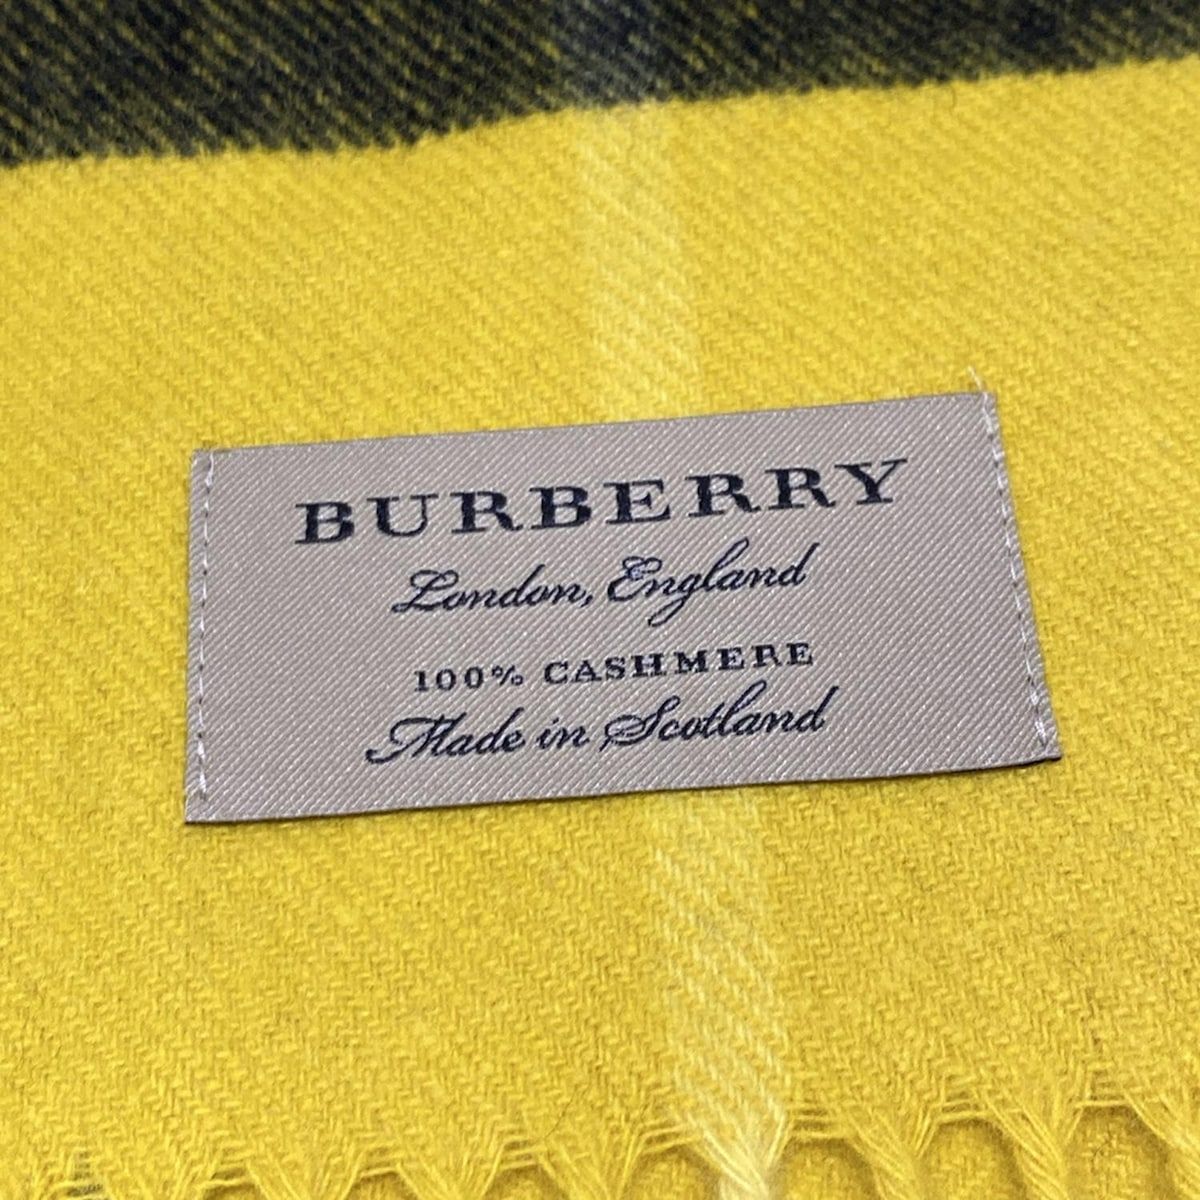 BURBERRY
London, England
100% CASHMERE
Made in Scotland